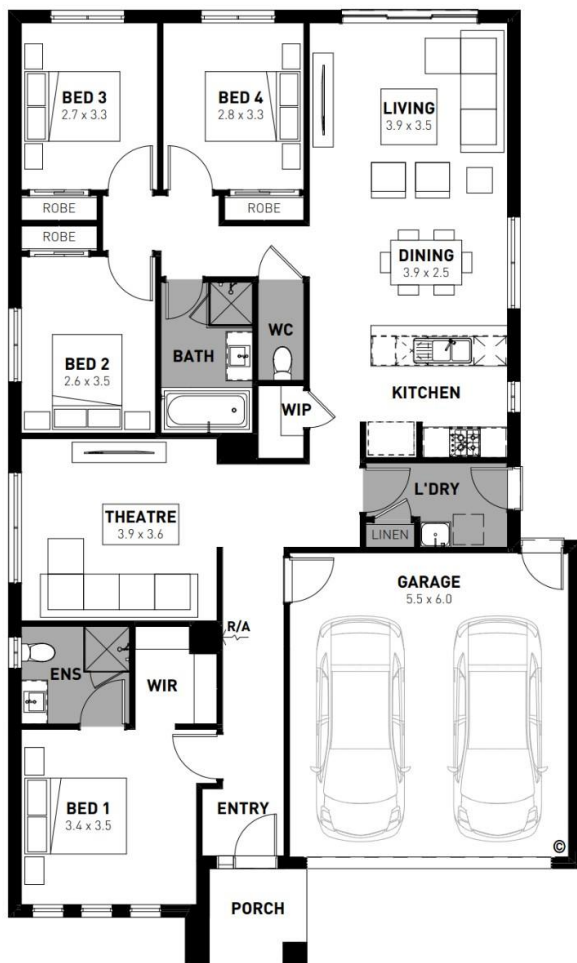 BED 3
2.7 x 3.3
BED 4
2.8 x 3.3
LIVING
3.9 x 3.5
ROBE
ROBE
ROBE
DINING
3.9 x 2.5
BED 2
2.6 x 3.5
BATH
WC
KITCHEN
WIP
L'DRY
LINEN
THEATRE
3.9 x 3.6
GARAGE
5.5 x 6.0
R/A
ENS
WIR
BED 1
3.4 x 3.5
ENTRY
©
PORCH